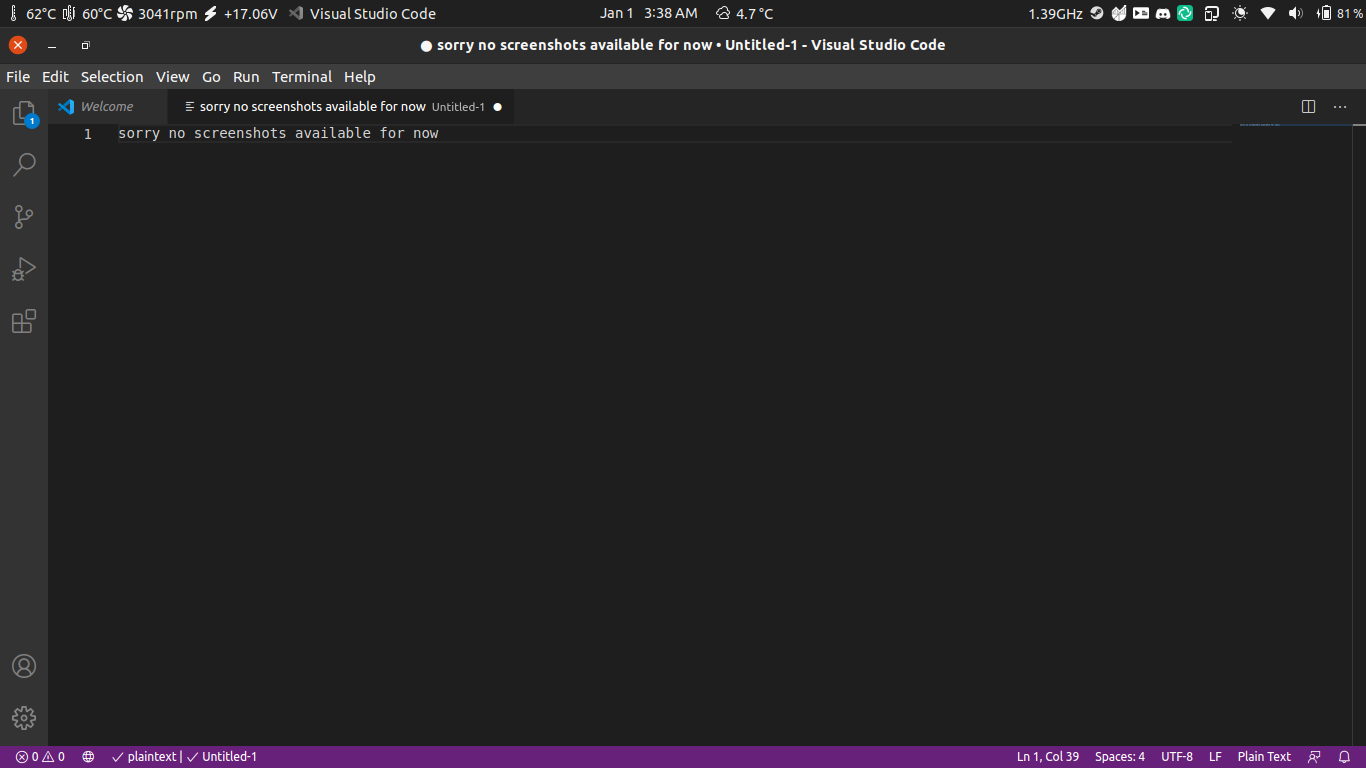 62°C 60°C 3041rpm +17.06V Visual Studio Code Jan 1 3:38 AM 4.7 °C 1.39GHz 81 %
● sorry no screenshots available for now • Untitled-1 - Visual Studio Code
File Edit Selection View Go Run Terminal Help
1 Welcome sorry no screenshots available for now Untitled-1 ●
1 sorry no screenshots available for now
0 0 plaintext | Untitled-1 Ln 1, Col 39 Spaces: 4 UTF-8 LF Plain Text